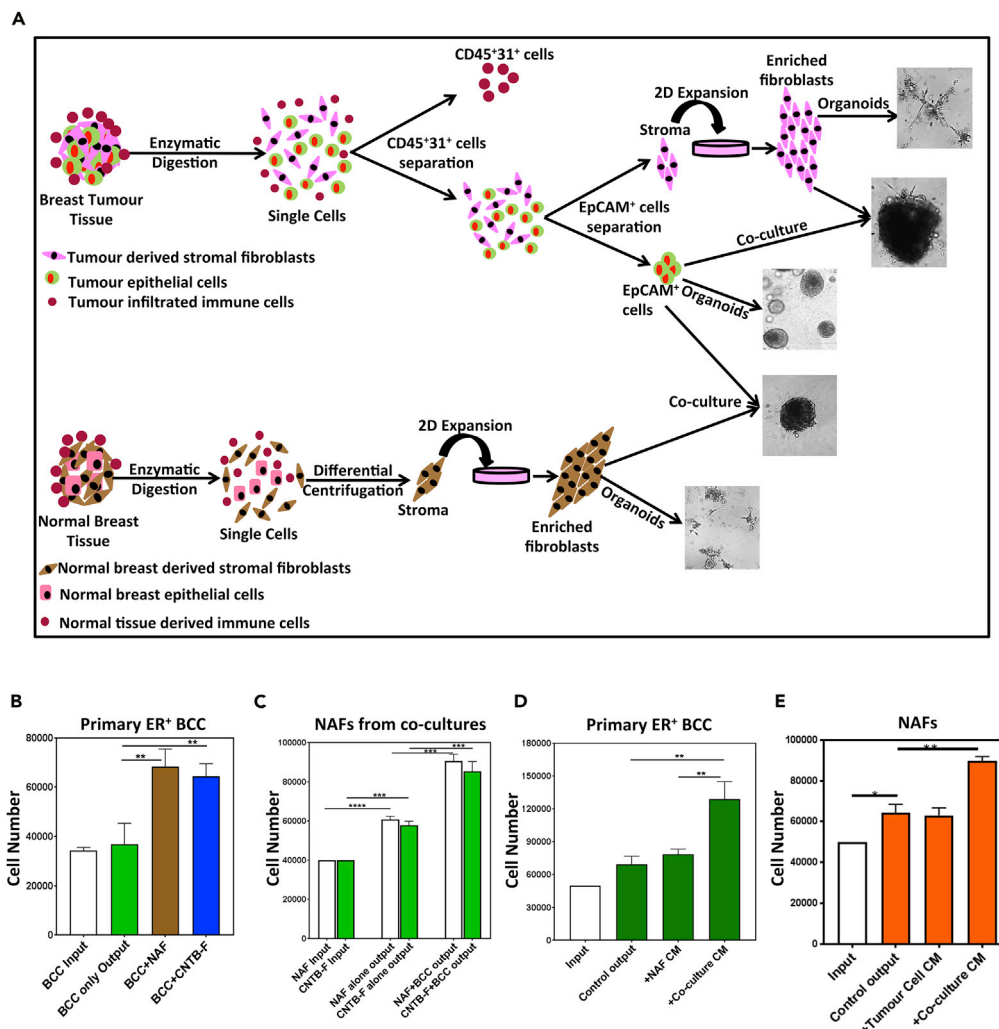 A
CD45+31+ cells
Enzymatic
Digestion
Breast Tumour
Tissue
Single Cells
CD45+31+ cells
separation
EpCAM+ cells
separation
Stroma
2D Expansion
Enriched
fibroblasts
Organoids
Co-culture
EpCAM+
cells
Organoids
Tumour derived stromal fibroblasts
Tumour epithelial cells
Tumour infiltrated immune cells
Co-culture
Enzymatic
Digestion
Normal Breast
Tissue
Single Cells
Differential
Centrifugation
Stroma
2D Expansion
Enriched
fibroblasts
Organoids
Normal breast derived stromal fibroblasts
Normal breast epithelial cells
Normal tissue derived immune cells
B
Primary ER+ BCC
Cell Number
80000
60000
40000
20000
0
**
**
BCC Input
BCC only Output
BCC+NAF
BCC+CNTB-F
C
NAFs from co-cultures
Cell Number
100000
80000
60000
40000
20000
0
****
***
***
***
NAF Input
CNTB-F Input
NAF alone output
CNTB-F alone output
NAF+BCC output
CNTB-F+BCC output
D
Primary ER+ BCC
Cell Number
180000
150000
120000
90000
60000
30000
0
**
**
Input
Control output
+NAF CM
+Co-culture CM
E
NAFs
Cell Number
100000
80000
60000
40000
20000
0
*
**
Input
Control output
+Tumour Cell CM
+Co-culture CM